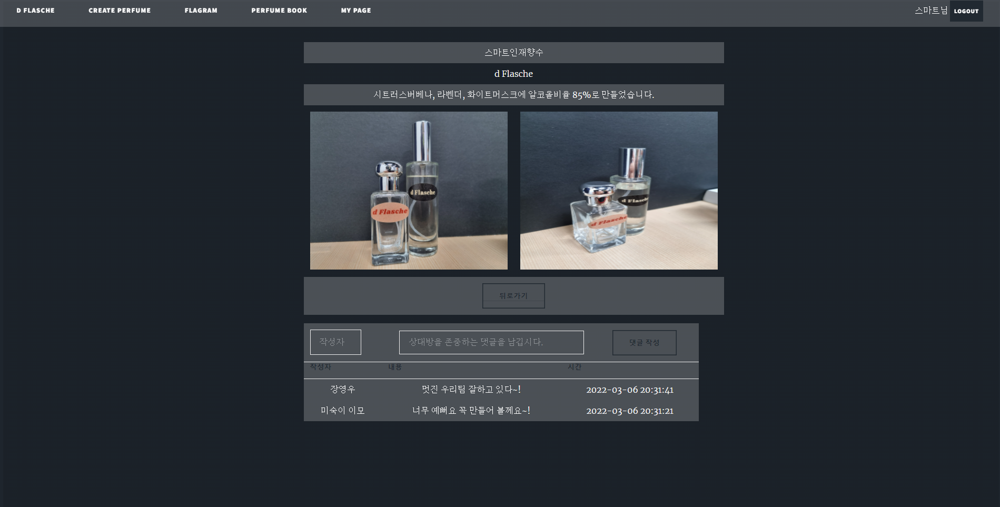 D FLASCHE CREATE PERFUME FLAGRAM PERFUME BOOK MY PAGE 스마트님 LOGOUT
스마트인재향수
d Flasche
시트러스버베나, 라벤더, 화이트머스크에 알코올비율 85%로 만들었습니다.
d Flasche
d Flasche
d Flasche
d Flasche
뒤로가기
작성자 상대방을 존중하는 댓글을 남깁시다. 댓글 작성
작성자 내용 시간
장영우 멋진 우리팀 잘하고 있다~! 2022-03-06 20:31:41
미숙이 이모 너무 예뻐요 꼭 만들어 볼께요~! 2022-03-06 20:31:21